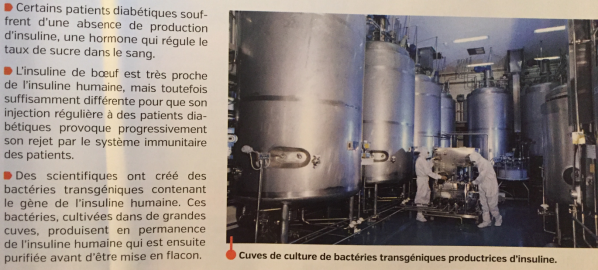 Certains patients diabétiques souf-
frent d'une absence de production
d'insuline, une hormone qui régule le
taux de sucre dans le sang.
L'insuline de bœuf est très proche
de l'insuline humaine, mais toutefois
suffisamment différente pour que son
injection régulière à des patients dia-
bétiques provoque progressivement
son rejet par le système immunitaire
des patients.
Des scientifiques ont créé des
bactéries transgéniques contenant
le gène de l'insuline humaine. Ces
bactéries, cultivées dans de grandes
cuves, produisent en permanence
de l'insuline humaine qui est ensuite
purifiée avant d'être mise en flacon.
Cuves de culture de bactéries transgéniques productrices d'insuline.